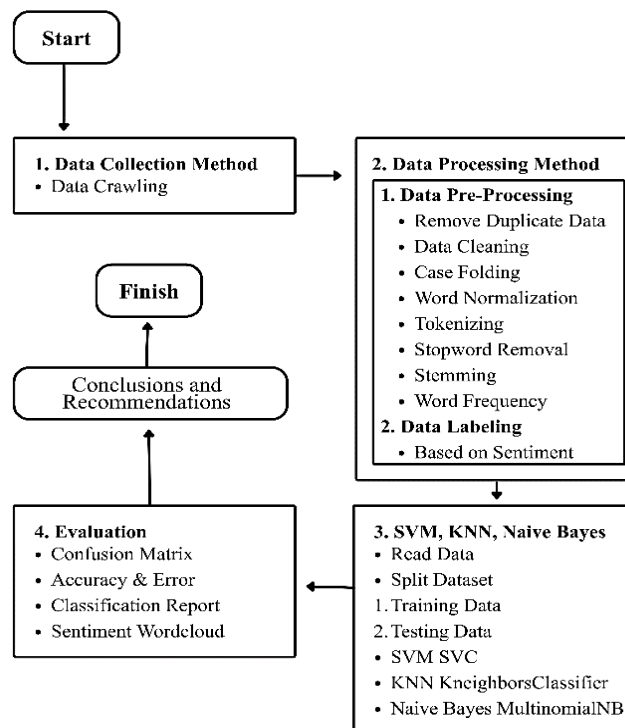 Start
1. Data Collection Method
• Data Crawling
2. Data Processing Method
1. Data Pre-Processing
• Remove Duplicate Data
• Data Cleaning
• Case Folding
• Word Normalization
• Tokenizing
• Stopword Removal
• Stemming
• Word Frequency
2. Data Labeling
• Based on Sentiment
3. SVM, KNN, Naive Bayes
• Read Data
• Split Dataset
1. Training Data
2. Testing Data
• SVM SVC
• KNN KneighborsClassifier
• Naive Bayes MultinomialNB
4. Evaluation
• Confusion Matrix
• Accuracy & Error
• Classification Report
• Sentiment Wordcloud
Conclusions and
Recommendations
Finish